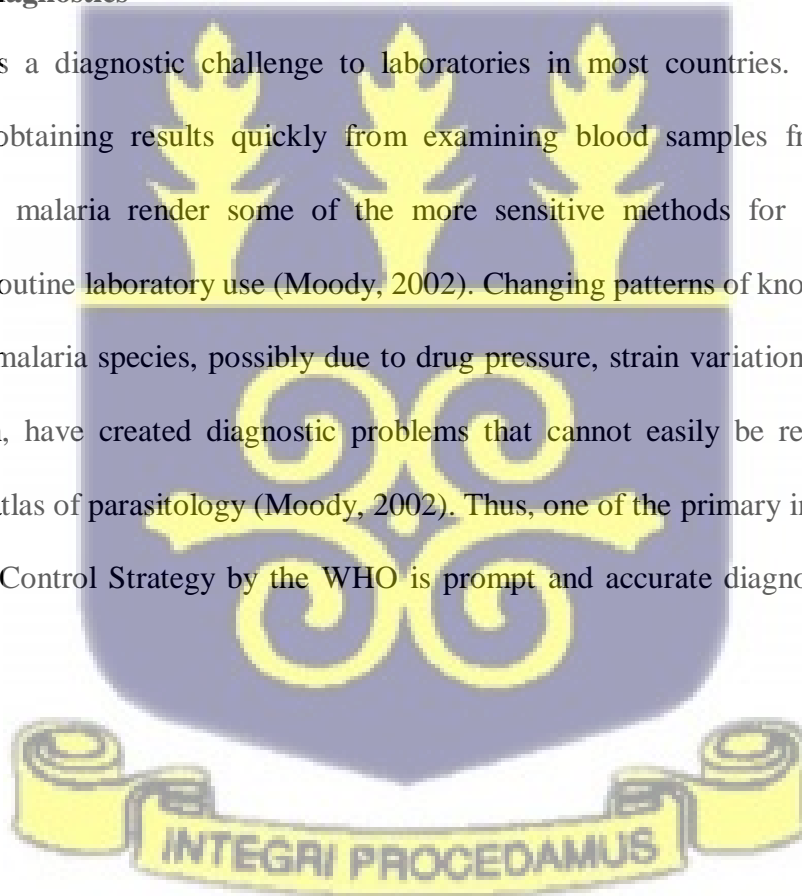 agnostics
s a diagnostic challenge to laboratories in most countries.
obtaining results quickly from examining blood samples fr
malaria render some of the more sensitive methods for
outine laboratory use (Moody, 2002). Changing patterns of kno
malaria species, possibly due to drug pressure, strain variation
, have created diagnostic problems that cannot easily be re
atlas of parasitology (Moody, 2002). Thus, one of the primary in
Control Strategy by the WHO is prompt and accurate diagno
INTEGRI PROCEDAMUS